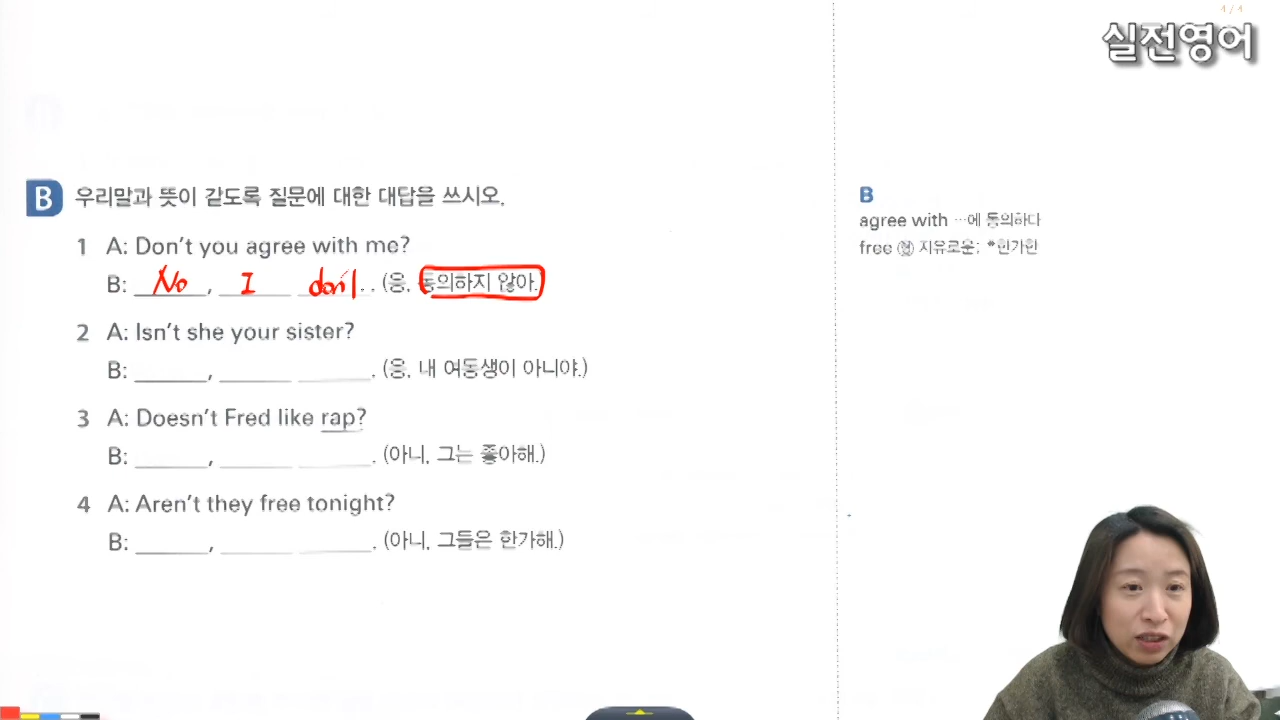 4 / 4
실전영어
B 우리말과 뜻이 같도록 질문에 대한 대답을 쓰시오.
1 A: Don't you agree with me?
B: No, I don't. (응, 동의하지 않아.
2 A: Isn't she your sister?
B: ______, ______ ______. (응, 내 여동생이 아니야.)
3 A: Doesn't Fred like rap?
B: ______, ______ ______. (아니, 그는 좋아해.)
4 A: Aren't they free tonight?
B: ______, ______ ______. (아니, 그들은 한가해.)
B
agree with …에 동의하다
free 형 지유로운; *한가한